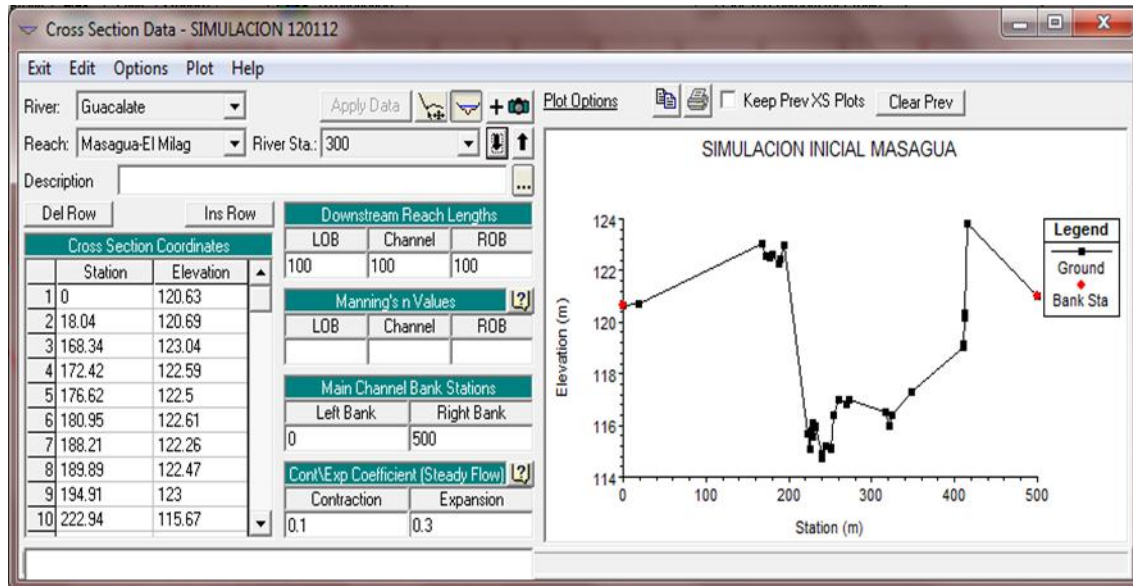 Cross Section Data - SIMULACION 120112
Exit Edit Options Plot Help
River: Guacalate Apply Data
Plot Options Keep Prev XS Plots Clear Prev
Reach: Masagua-El Milag River Sta.: 300
Description ...
Del Row Ins Row
Cross Section Coordinates
Station Elevation
1 0 120.63
2 18.04 120.69
3 168.34 123.04
4 172.42 122.59
5 176.62 122.5
6 180.95 122.61
7 188.21 122.26
8 189.89 122.47
9 194.91 123
10 222.94 115.67
Downstream Reach Lengths
LOB Channel ROB
100 100 100
Manning's n Values
LOB Channel ROB
Main Channel Bank Stations
Left Bank Right Bank
0 500
Cont\Exp Coefficient (Steady Flow)
Contraction Expansion
0.1 0.3
SIMULACION INICIAL MASAGUA
Elevation (m)
124
122
120
118
116
114
0 100 200 300 400 500
Station (m)
Legend
Ground
Bank Sta